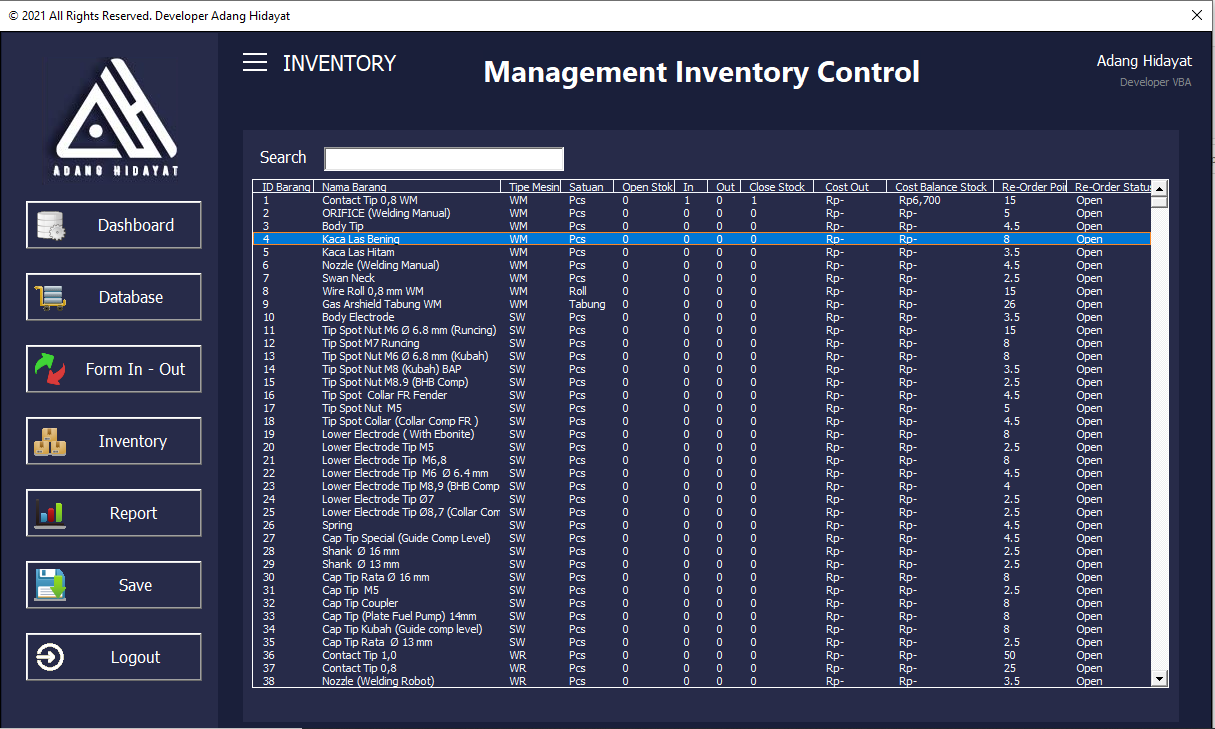 © 2021 All Rights Reserved. Developer Adang Hidayat
ADANG HIDAYAT
Dashboard
Database
Form In - Out
Inventory
Report
Save
Logout
INVENTORY
Management Inventory Control
Adang Hidayat
Developer VBA
Search
ID Barang Nama Barang Tipe Mesin Satuan Open Stok In Out Close Stock Cost Out Cost Balance Stock Re-Order Poi Re-Order Status
1 Contact Tip 0,8 WM WM Pcs 0 1 0 1 Rp- Rp6,700 15 Open
2 ORIFICE (Welding Manual) WM Pcs 0 0 0 0 Rp- Rp- 5 Open
3 Body Tip WM Pcs 0 0 0 0 Rp- Rp- 4.5 Open
4 Kaca Las Bening WM Pcs 0 0 0 0 Rp- Rp- 8 Open
5 Kaca Las Hitam WM Pcs 0 0 0 0 Rp- Rp- 3.5 Open
6 Nozzle (Welding Manual) WM Pcs 0 0 0 0 Rp- Rp- 4.5 Open
7 Swan Neck WM Pcs 0 0 0 0 Rp- Rp- 2.5 Open
8 Wire Roll 0,8 mm WM WM Roll 0 0 0 0 Rp- Rp- 15 Open
9 Gas Arshield Tabung WM WM Tabung 0 0 0 0 Rp- Rp- 26 Open
10 Body Electrode SW Pcs 0 0 0 0 Rp- Rp- 3.5 Open
11 Tip Spot Nut M6 Ø 6.8 mm (Runcing) SW Pcs 0 0 0 0 Rp- Rp- 15 Open
12 Tip Spot M7 Runcing SW Pcs 0 0 0 0 Rp- Rp- 8 Open
13 Tip Spot Nut M6 Ø 6.8 mm (Kubah) SW Pcs 0 0 0 0 Rp- Rp- 8 Open
14 Tip Spot Nut M8 (Kubah) BAP SW Pcs 0 0 0 0 Rp- Rp- 3.5 Open
15 Tip Spot Nut M8.9 (BHB Comp) SW Pcs 0 0 0 0 Rp- Rp- 2.5 Open
16 Tip Spot Collar FR Fender SW Pcs 0 0 0 0 Rp- Rp- 4.5 Open
17 Tip Spot Nut M5 SW Pcs 0 0 0 0 Rp- Rp- 5 Open
18 Tip Spot Collar (Collar Comp FR ) SW Pcs 0 0 0 0 Rp- Rp- 4.5 Open
19 Lower Electrode ( With Ebonite) SW Pcs 0 0 0 0 Rp- Rp- 8 Open
20 Lower Electrode Tip M5 SW Pcs 0 0 0 0 Rp- Rp- 2.5 Open
21 Lower Electrode Tip M6,8 SW Pcs 0 0 0 0 Rp- Rp- 8 Open
22 Lower Electrode Tip M6 Ø 6.4 mm SW Pcs 0 0 0 0 Rp- Rp- 4.5 Open
23 Lower Electrode Tip M8,9 (BHB Comp SW Pcs 0 0 0 0 Rp- Rp- 4 Open
24 Lower Electrode Tip Ø7 SW Pcs 0 0 0 0 Rp- Rp- 2.5 Open
25 Lower Electrode Tip Ø8,7 (Collar Com SW Pcs 0 0 0 0 Rp- Rp- 2.5 Open
26 Spring SW Pcs 0 0 0 0 Rp- Rp- 4.5 Open
27 Cap Tip Special (Guide Comp Level) SW Pcs 0 0 0 0 Rp- Rp- 4.5 Open
28 Shank Ø 16 mm SW Pcs 0 0 0 0 Rp- Rp- 2.5 Open
29 Shank Ø 13 mm SW Pcs 0 0 0 0 Rp- Rp- 2.5 Open
30 Cap Tip Rata Ø 16 mm SW Pcs 0 0 0 0 Rp- Rp- 8 Open
31 Cap Tip M5 SW Pcs 0 0 0 0 Rp- Rp- 2.5 Open
32 Cap Tip Coupler SW Pcs 0 0 0 0 Rp- Rp- 8 Open
33 Cap Tip (Plate Fuel Pump) 14mm SW Pcs 0 0 0 0 Rp- Rp- 8 Open
34 Cap Tip Kubah (Guide comp level) SW Pcs 0 0 0 0 Rp- Rp- 8 Open
35 Cap Tip Rata Ø 13 mm SW Pcs 0 0 0 0 Rp- Rp- 2.5 Open
36 Contact Tip 1,0 WR Pcs 0 0 0 0 Rp- Rp- 50 Open
37 Contact Tip 0,8 WR Pcs 0 0 0 0 Rp- Rp- 25 Open
38 Nozzle (Welding Robot) WR Pcs 0 0 0 0 Rp- Rp- 3.5 Open